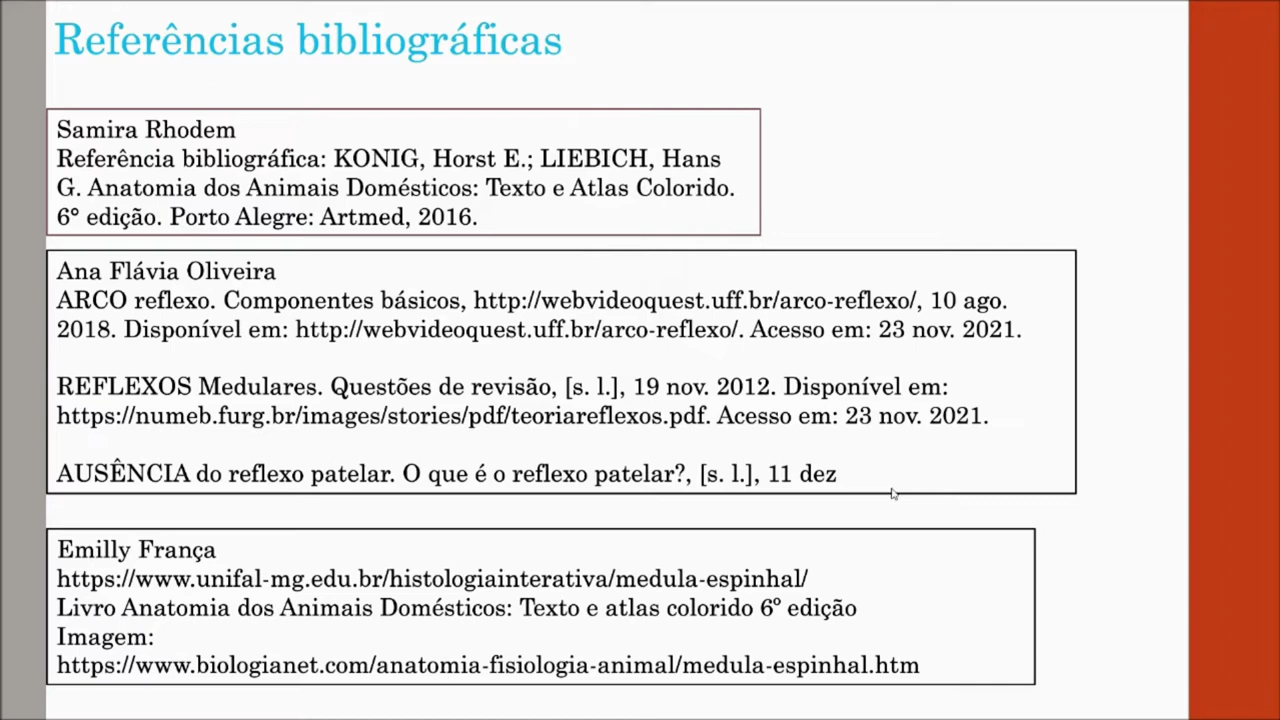 Referências bibliográficas
Samira Rhodem
Referência bibliográfica: KONIG, Horst E.; LIEBICH, Hans
G. Anatomia dos Animais Domésticos: Texto e Atlas Colorido.
6° edição. Porto Alegre: Artmed, 2016.
Ana Flávia Oliveira
ARCO reflexo. Componentes básicos, http://webvideoquest.uff.br/arco-reflexo/, 10 ago.
2018. Disponível em: http://webvideoquest.uff.br/arco-reflexo/. Acesso em: 23 nov. 2021.
REFLEXOS Medulares. Questões de revisão, [s. l.], 19 nov. 2012. Disponível em:
https://numeb.furg.br/images/stories/pdf/teoriareflexos.pdf. Acesso em: 23 nov. 2021.
AUSÊNCIA do reflexo patelar. O que é o reflexo patelar?, [s. l.], 11 dez
Emilly França
https://www.unifal-mg.edu.br/histologiainterativa/medula-espinhal/
Livro Anatomia dos Animais Domésticos: Texto e atlas colorido 6º edição
Imagem:
https://www.biologianet.com/anatomia-fisiologia-animal/medula-espinhal.htm